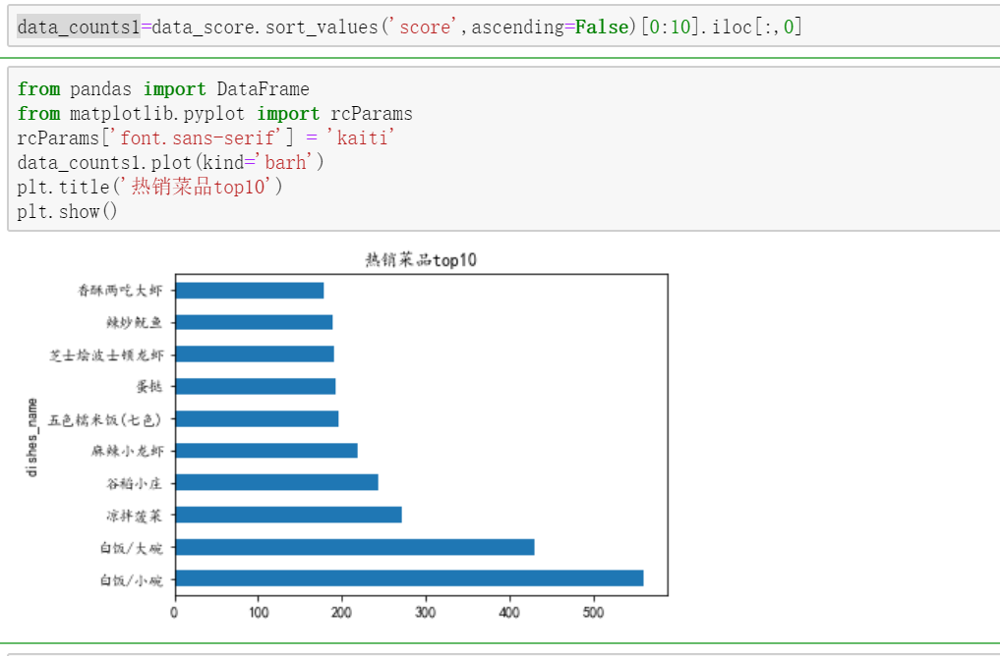 data_counts1=data_score.sort_values('score',ascending=False)[0:10].iloc[:,0]
from pandas import DataFrame
from matplotlib.pyplot import rcParams
rcParams['font.sans-serif'] = 'kaiti'
data_counts1.plot(kind='barh')
plt.title('热销菜品top10')
plt.show()
热销菜品top10
香酥两吃大虾
辣炒鱿鱼
芝士烩波士顿龙虾
蛋挞
五色糯米饭(七色)
麻辣小龙虾
谷稻小庄
凉拌菠菜
白饭/大碗
白饭/小碗
dishes_name
0 100 200 300 400 500